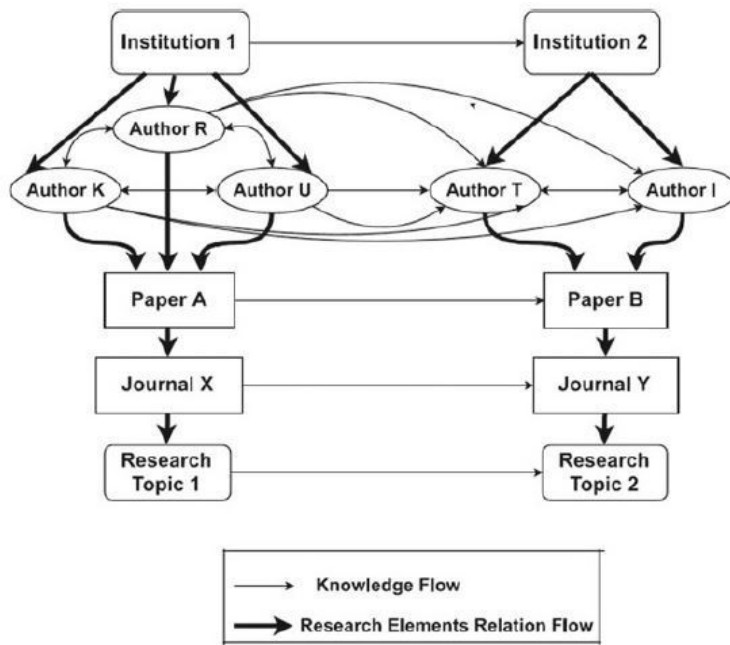 Institution 1
Institution 2
Author R
Author K
Author U
Author T
Author I
Paper A
Paper B
Journal X
Journal Y
Research
Topic 1
Research
Topic 2
Knowledge Flow
Research Elements Relation Flow